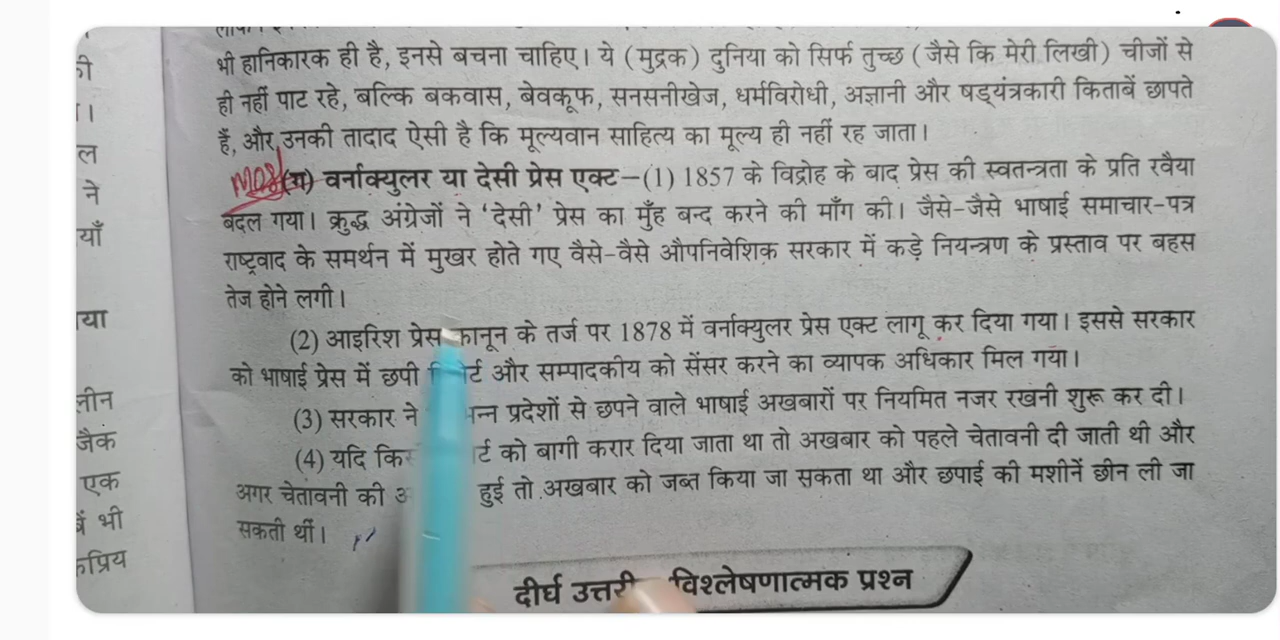 भी हानिकारक ही है, इनसे बचना चाहिए। ये (मुद्रक) दुनिया को सिर्फ तुच्छ (जैसे कि मेरी लिखी) चीजों से
ही नहीं पाट रहे, बल्कि बकवास, बेवकूफ, सनसनीखेज, धर्मविरोधी, अज्ञानी और षड्यंत्रकारी किताबें छापते
हैं, और उनकी तादाद ऐसी है कि मूल्यवान साहित्य का मूल्य ही नहीं रह जाता।
(ग) वर्नाक्युलर या देसी प्रेस एक्ट–(1) 1857 के विद्रोह के बाद प्रेस की स्वतन्त्रता के प्रति रवैया
बदल गया। क्रुद्ध अंग्रेजों ने 'देसी' प्रेस का मुँह बन्द करने की माँग की। जैसे-जैसे भाषाई समाचार-पत्र
राष्ट्रवाद के समर्थन में मुखर होते गए वैसे-वैसे औपनिवेशिक सरकार में कड़े नियन्त्रण के प्रस्ताव पर बहस
तेज होने लगी।
(2) आइरिश प्रेस कानून के तर्ज पर 1878 में वर्नाक्युलर प्रेस एक्ट लागू कर दिया गया। इससे सरकार
को भाषाई प्रेस में छपी और सम्पादकीय को सेंसर करने का व्यापक अधिकार मिल गया।
(3) सरकार ने प्रदेशों से छपने वाले भाषाई अखबारों पर नियमित नजर रखनी शुरू कर दी।
(4) यदि को बागी करार दिया जाता था तो अखबार को पहले चेतावनी दी जाती थी और
अगर चेतावनी की हुई तो अखबार को जब्त किया जा सकता था और छपाई की मशीनें छीन ली जा
सकती थीं।
दीर्घ उत्तरी विश्लेषणात्मक प्रश्न
ल
ने
याँ
लीन
जैक
एक
भी